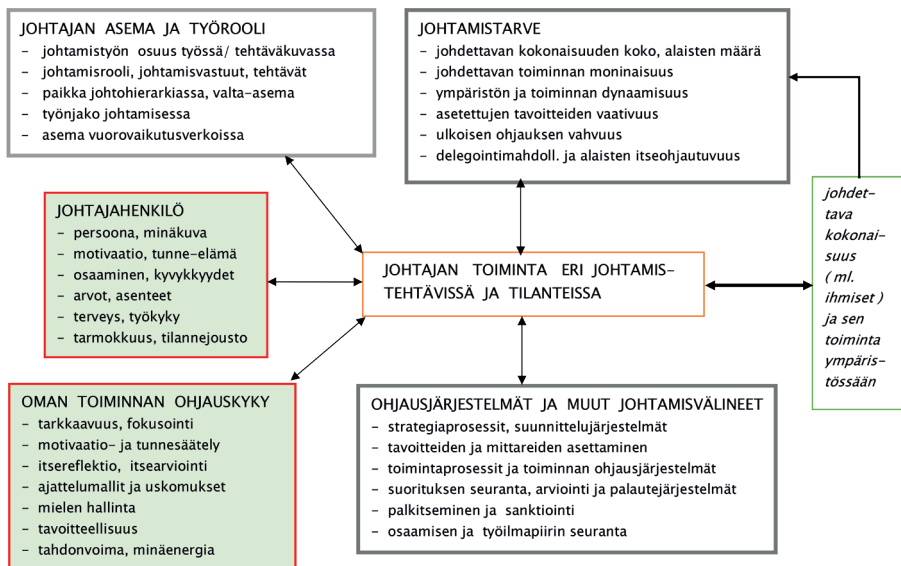 JOHTAJAN ASEMA JA TYÖROOLI
– johtamistyön osuus työssä/ tehtäväkuvassa
– johtamisrooli, johtamisvastuut, tehtävät
– paikka johtohierarkiassa, valta-asema
– työnjako johtamisessa
– asema vuorovaikutusverkoissa
JOHTAMISTARVE
– johdettavan kokonaisuuden koko, alaisten määrä
– johdettavan toiminnan moninaisuus
– ympäristön ja toiminnan dynaamisuus
– asetettujen tavoitteiden vaativuus
– ulkoisen ohjauksen vahvuus
– delegointimahdoll. ja alaisten itseohjautuvuus
JOHTAJAHENKILÖ
– persoona, minäkuva
– motivaatio, tunne-elämä
– osaaminen, kyvykkyydet
– arvot, asenteet
– terveys, työkyky
– tarmokkuus, tilannejousto
JOHTAJAN TOIMINTA ERI JOHTAMIS-
TEHTÄVISSÄ JA TILANTEISSA
johdet-
tava
kokonai-
suus
( ml.
ihmiset )
ja sen
toiminta
ympäris-
tössään
OMAN TOIMINNAN OHJAUSKYKY
– tarkkaavuus, fokusointi
– motivaatio- ja tunnesäätely
– itsereflektio, itsearviointi
– ajattelumallit ja uskomukset
– mielen hallinta
– tavoitteellisuus
– tahdonvoima, minäenergia
OHJAUSJÄRJESTELMÄT JA MUUT JOHTAMISVÄLINEET
– strategiaprosessit, suunnittelujärjestelmät
– tavoitteiden ja mittareiden asettaminen
– toimintaprosessit ja toiminnan ohjausjärjestelmät
– suorituksen seuranta, arviointi ja palautejärjestelmät
– palkitseminen ja sanktiointi
– osaamisen ja työilmapiirin seuranta